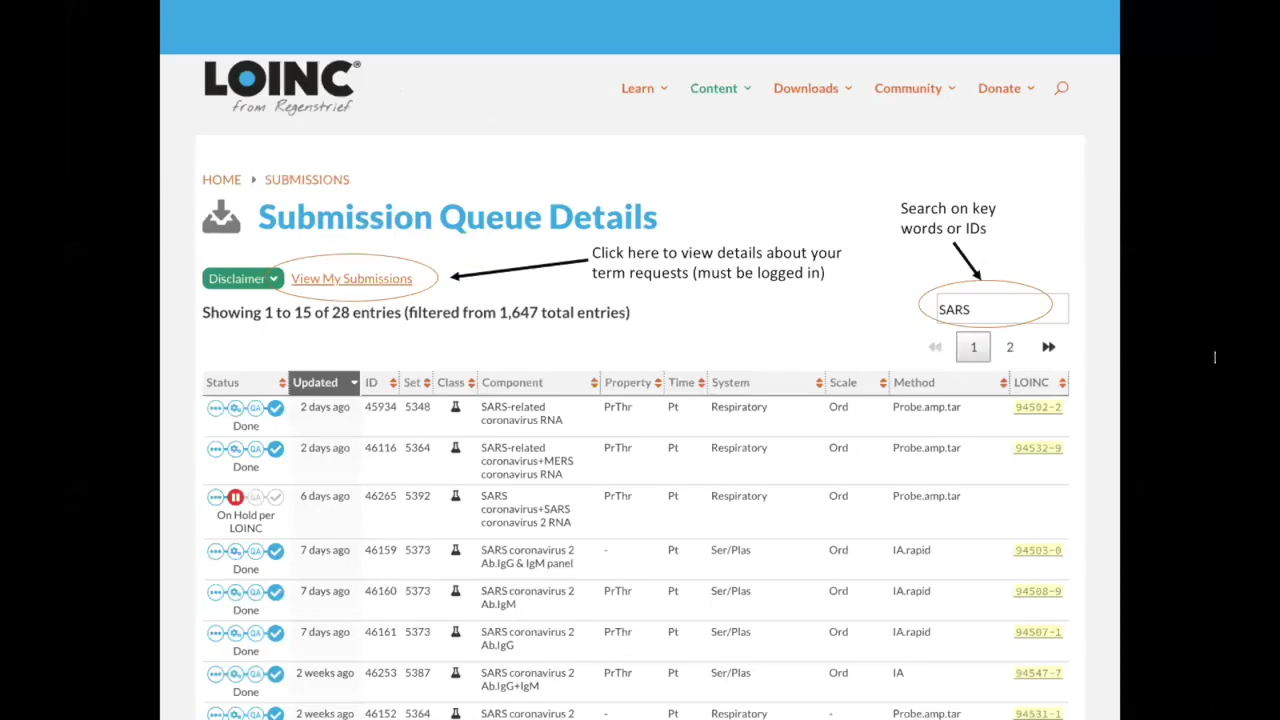 LOINC®
from Regenstrief
Learn Content Downloads Community Donate
HOME SUBMISSIONS
Submission Queue Details
Search on key
words or IDs
Click here to view details about your
term requests (must be logged in)
Disclaimer View My Submissions
Showing 1 to 15 of 28 entries (filtered from 1,647 total entries)
SARS
1 2
Status Updated ID Set Class Component Property Time System Scale Method LOINC
QA Done 2 days ago 45934 5348 SARS-related PrThr Pt Respiratory Ord Probe.amp.tar 94502-2
coronavirus RNA
QA Done 2 days ago 46116 5364 SARS-related PrThr Pt Respiratory Ord Probe.amp.tar 94532-9
coronavirus+MERS
coronavirus RNA
QA On Hold per 6 days ago 46265 5392 SARS PrThr Pt Respiratory Ord Probe.amp.tar
LOINC coronavirus+SARS
coronavirus 2 RNA
QA Done 7 days ago 46159 5373 SARS coronavirus 2 - Pt Ser/Plas Ord IA.rapid 94503-0
Ab.IgG & IgM panel
QA Done 7 days ago 46160 5373 SARS coronavirus 2 PrThr Pt Ser/Plas Ord IA.rapid 94508-9
Ab.IgM
QA Done 7 days ago 46161 5373 SARS coronavirus 2 PrThr Pt Ser/Plas Ord IA.rapid 94507-1
Ab.IgG
QA Done 2 weeks ago 46253 5387 SARS coronavirus 2 PrThr Pt Ser/Plas Ord IA 94547-7
Ab.IgG+IgM
QA 2 weeks ago 46152 5364 SARS coronavirus 2 - Pt Respiratory - Probe.amp.tar 94531-1